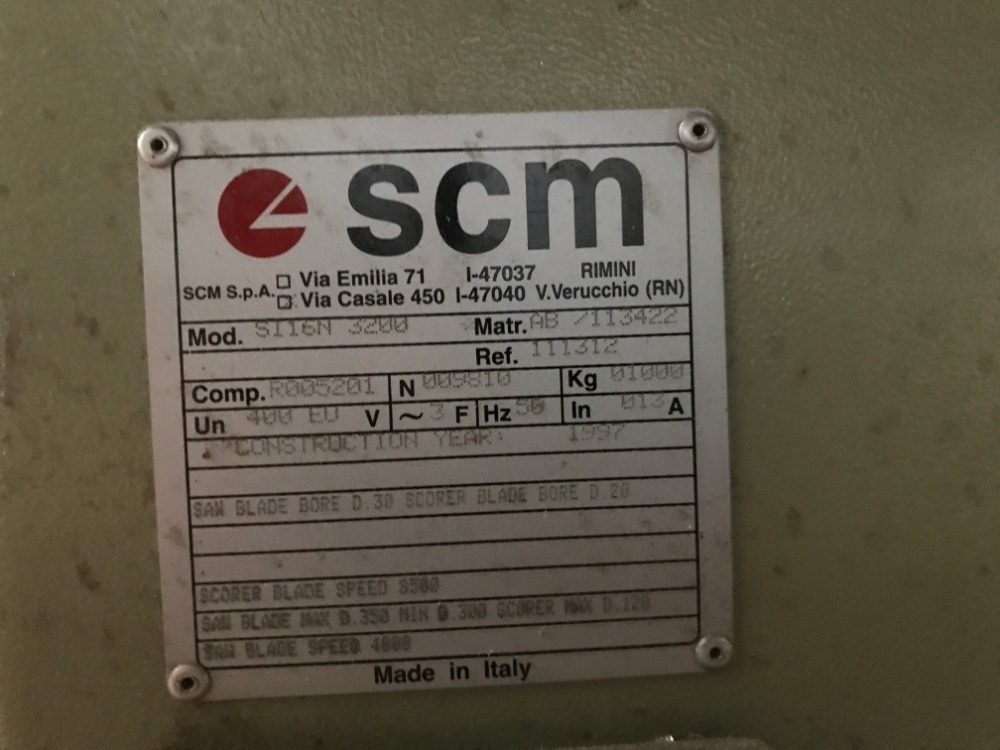 scm
SCM S.p.A. Via Emilia 71 I-47037 RIMINI
Via Casale 450 I-47040 V.Verucchio (RN)
Mod. SI16N 3200 Matr. AB /113422
Ref. 111312
Comp. R005201 N 009810 Kg 01000
Un 400 EU V ~ 3 F Hz 50 In 013 A
CONSTRUCTION YEAR: 1997
SAW BLADE BORE D.30 SCORER BLADE BORE D.20
SCORER BLADE SPEED 8500
SAW BLADE MAX D.350 MIN D.300 SCORER MAX D.120
SAW BLADE SPEED 4000
Made in Italy